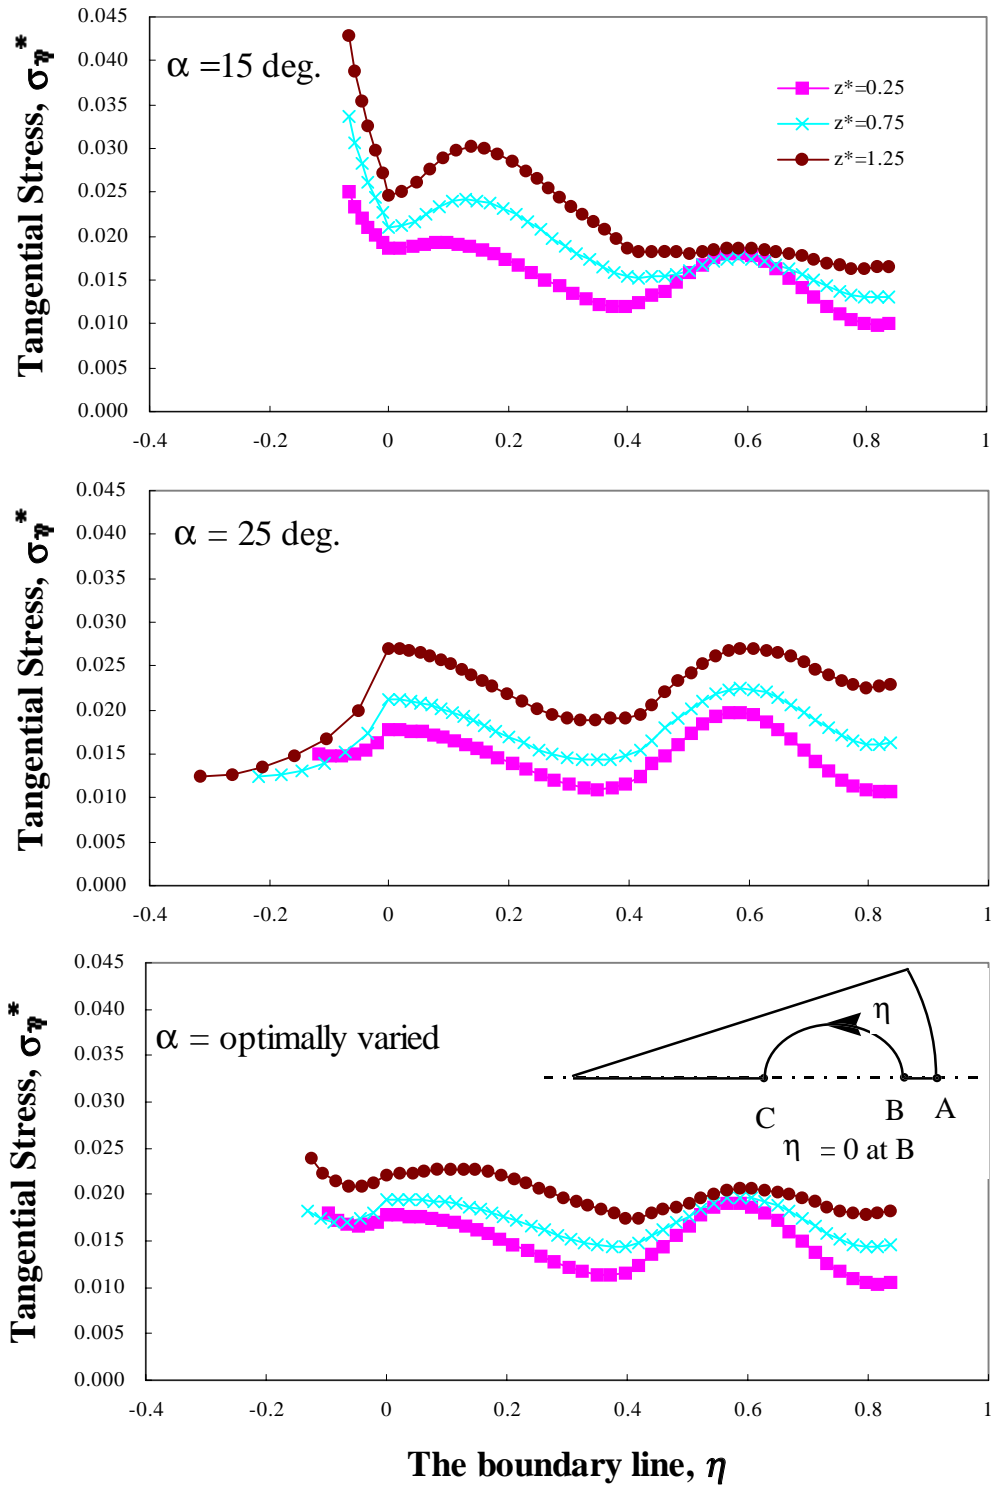 Tangential Stress, ση*
α =15 deg.
z*=0.25
z*=0.75
z*=1.25
0.045
0.040
0.035
0.030
0.025
0.020
0.015
0.010
0.005
0.000
-0.4 -0.2 0 0.2 0.4 0.6 0.8 1
Tangential Stress, ση*
α = 25 deg.
0.045
0.040
0.035
0.030
0.025
0.020
0.015
0.010
0.005
0.000
-0.4 -0.2 0 0.2 0.4 0.6 0.8 1
Tangential Stress, ση*
α = optimally varied
η
C B A
η = 0 at B
0.045
0.040
0.035
0.030
0.025
0.020
0.015
0.010
0.005
0.000
-0.4 -0.2 0 0.2 0.4 0.6 0.8 1
The boundary line, η